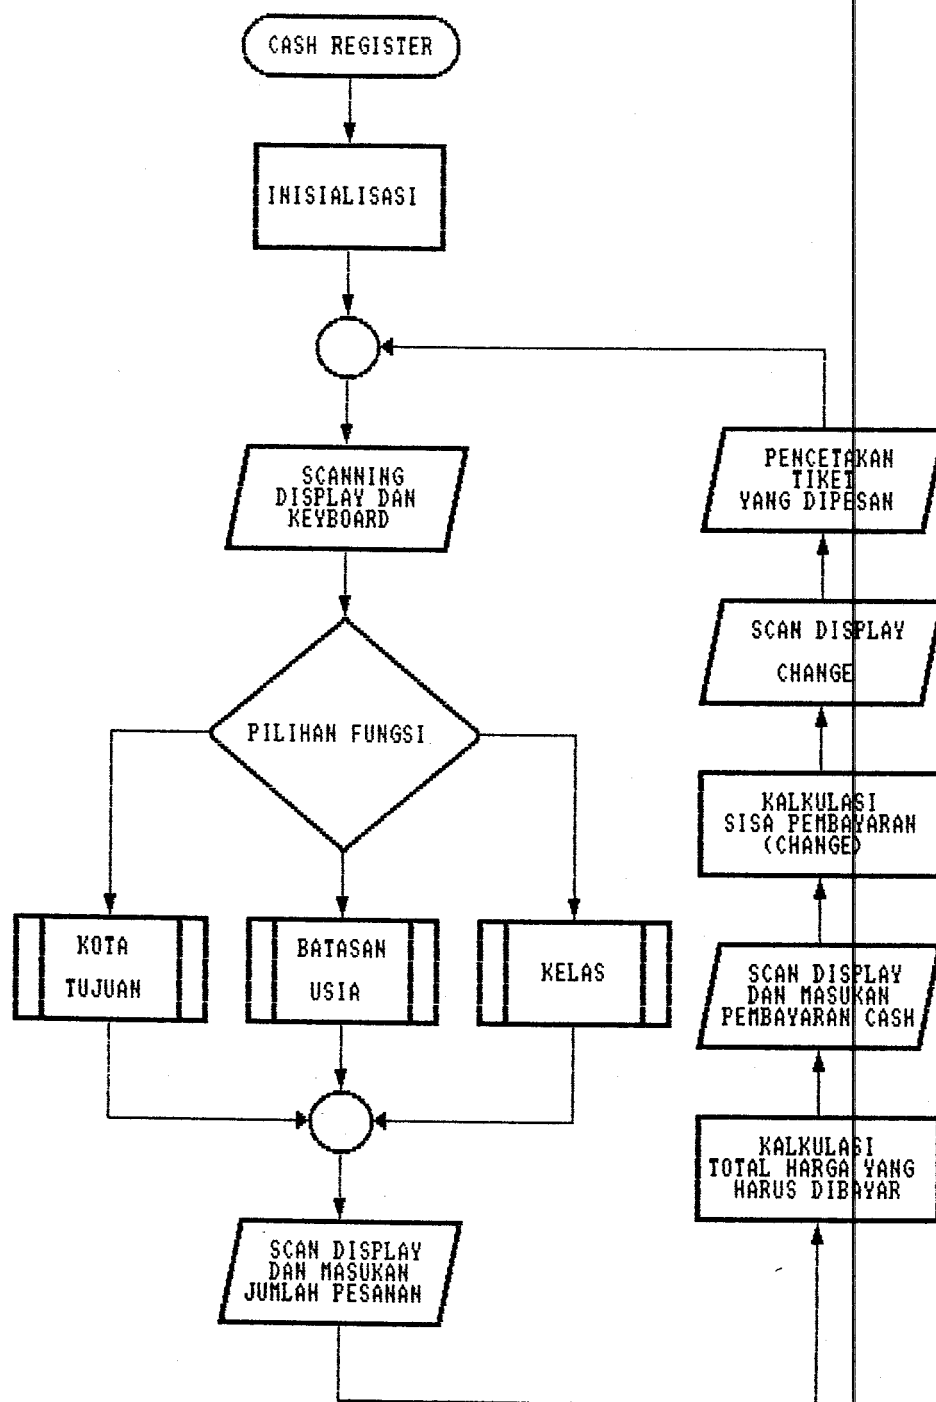 CASH REGISTER
INISIALISASI
SCANNING
DISPLAY DAN
KEYBOARD
PILIHAN FUNGSI
KOTA
TUJUAN
BATASAN
USIA
KELAS
SCAN DISPLAY
DAN MASUKAN
JUMLAH PESANAN
KALKULASI
TOTAL HARGA YANG
HARUS DIBAYAR
SCAN DISPLAY
DAN MASUKAN
PEMBAYARAN CASH
KALKULASI
SISA PEMBAYARAN
(CHANGE)
SCAN DISPLAY
CHANGE
PENCETAKAN
TIKET
YANG DIPESAN